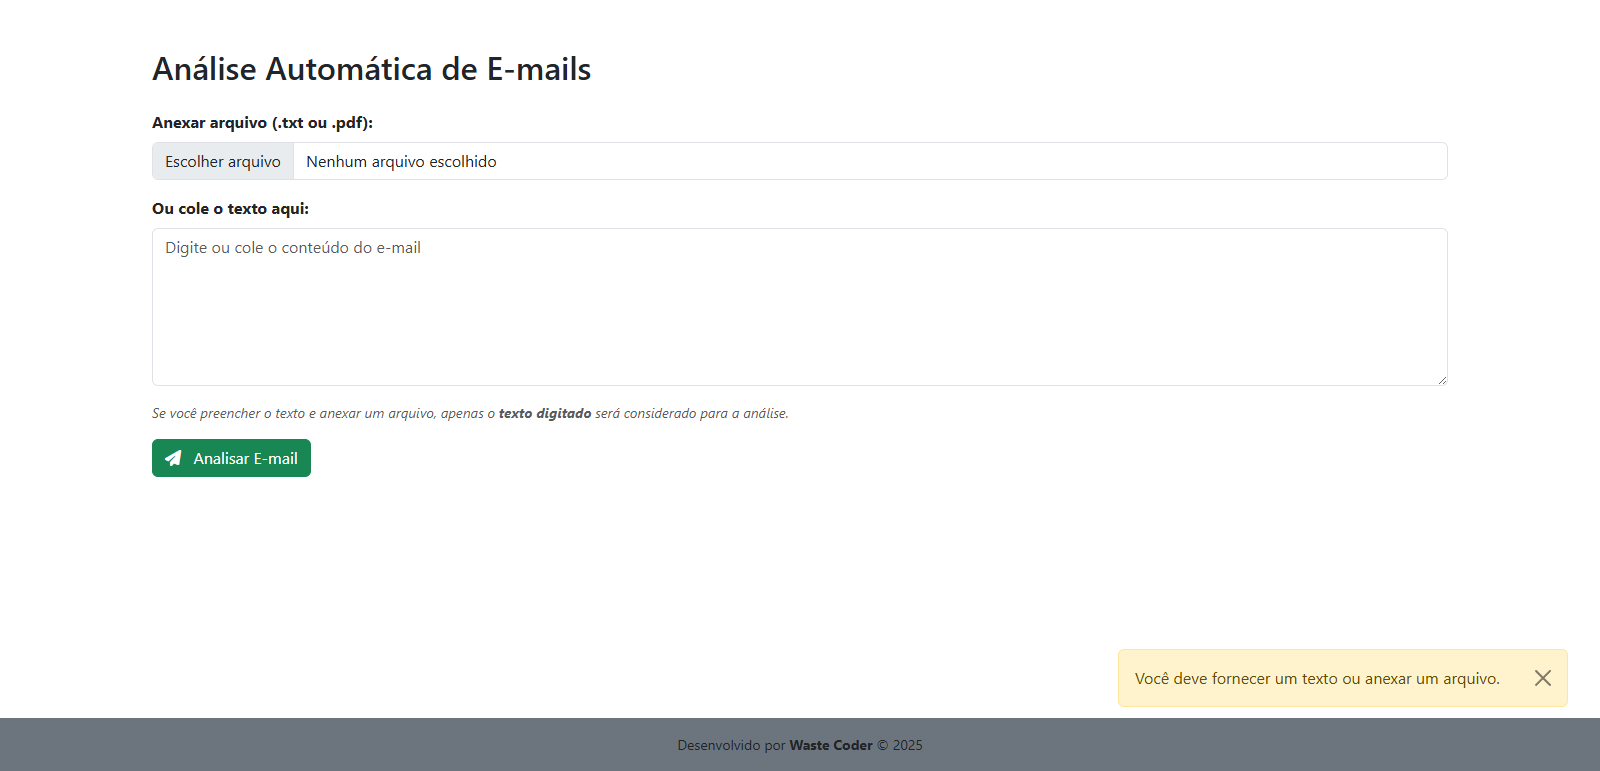 Análise Automática de E-mails
Anexar arquivo (.txt ou .pdf):
Escolher arquivo Nenhum arquivo escolhido
Ou cole o texto aqui:
Digite ou cole o conteúdo do e-mail
Se você preencher o texto e anexar um arquivo, apenas o texto digitado será considerado para a análise.
Analisar E-mail
Você deve fornecer um texto ou anexar um arquivo.
Desenvolvido por Waste Coder © 2025